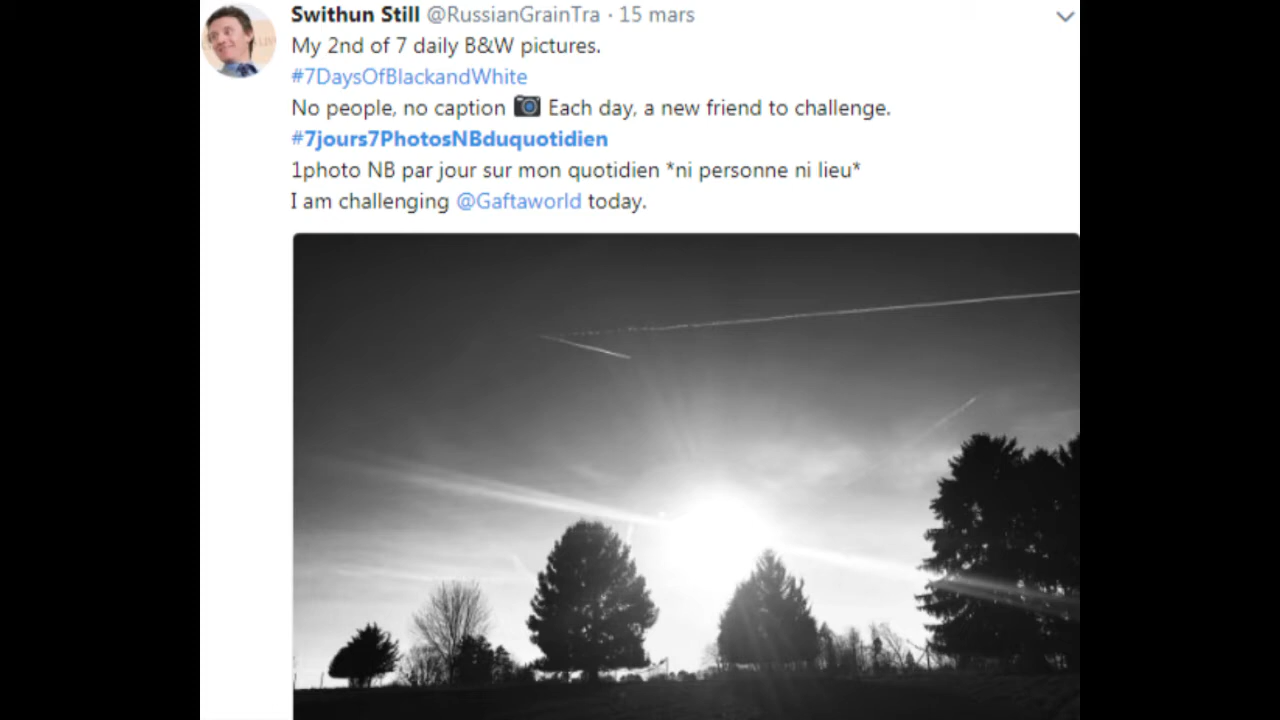 Swithun Still @RussianGrainTra · 15 mars
My 2nd of 7 daily B&W pictures.
#7DaysOfBlackandWhite
No people, no caption 📷 Each day, a new friend to challenge.
#7jours7PhotosNBduquotidien
1photo NB par jour sur mon quotidien *ni personne ni lieu*
I am challenging @Gaftaworld today.